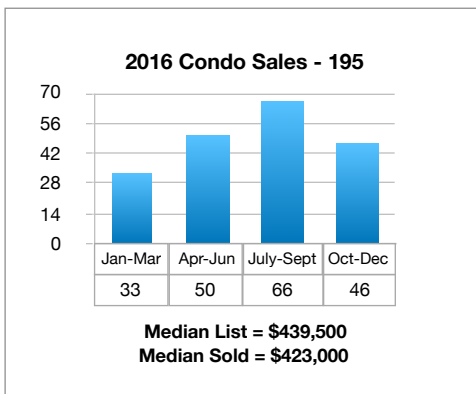 2016 Condo Sales - 195
70
56
42
28
14
0
Jan-Mar Apr-Jun July-Sept Oct-Dec
33 50 66 46
Median List = $439,500
Median Sold = $423,000